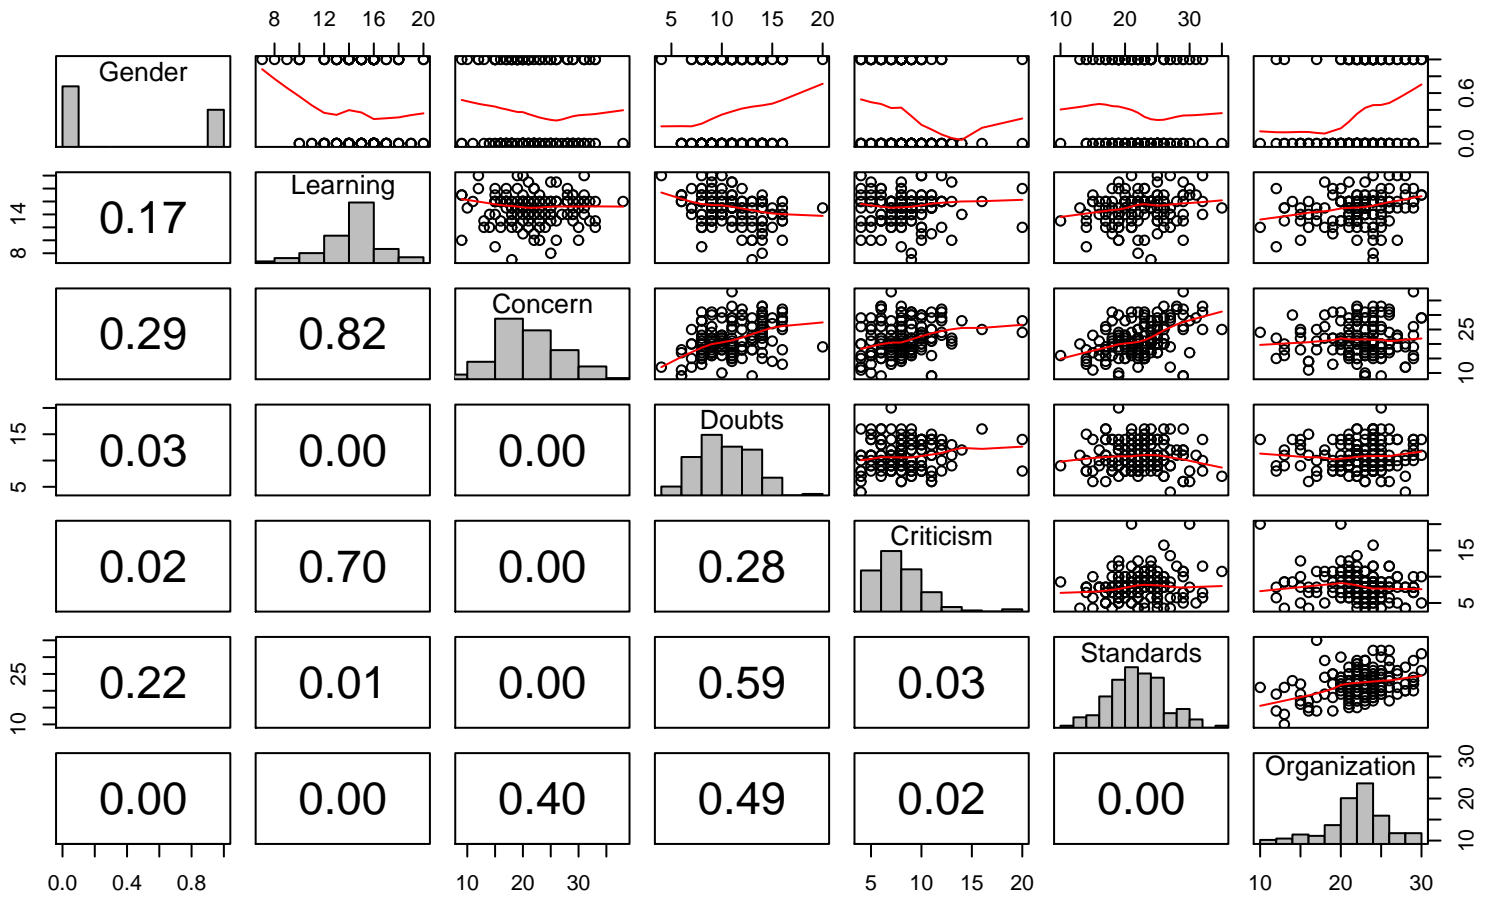 8 12 16 20 5 10 15 20 10 20 30
Gender
0.0 0.6
8 14
0.17
Learning
0.29 0.82
Concern
10 25
5 15
0.03 0.00 0.00
Doubts
0.02 0.70 0.00 0.28
Criticism
5 15
10 25
0.22 0.01 0.00 0.59 0.03
Standards
0.00 0.00 0.40 0.49 0.02 0.00
Organization
10 20 30
0.0 0.4 0.8 10 20 30 5 10 15 20 10 20 30